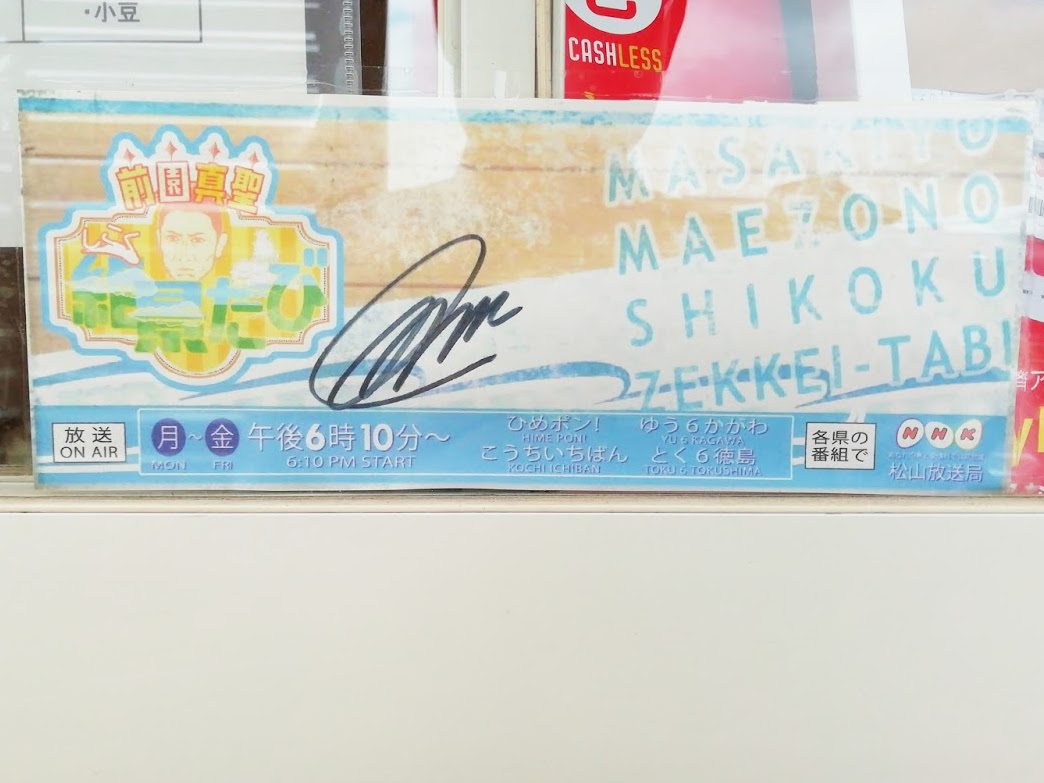 ・小豆
CASHLESS
前園真聖
絶景たび
MASAKIYO
MAEZONO
SHIKOKU
ZEKKEI-TABI
放送
ON AIR
月～金 午後6時10分～
MON FRI 6:10 PM START
ひめポン! ゆう6かがわ
HIME PON! YU 6 KAGAWA
こうちいちばん とく6徳島
KOCHI ICHIBAN TOKU 6 TOKUSHIMA
各県の
番組で
NHK
松山放送局